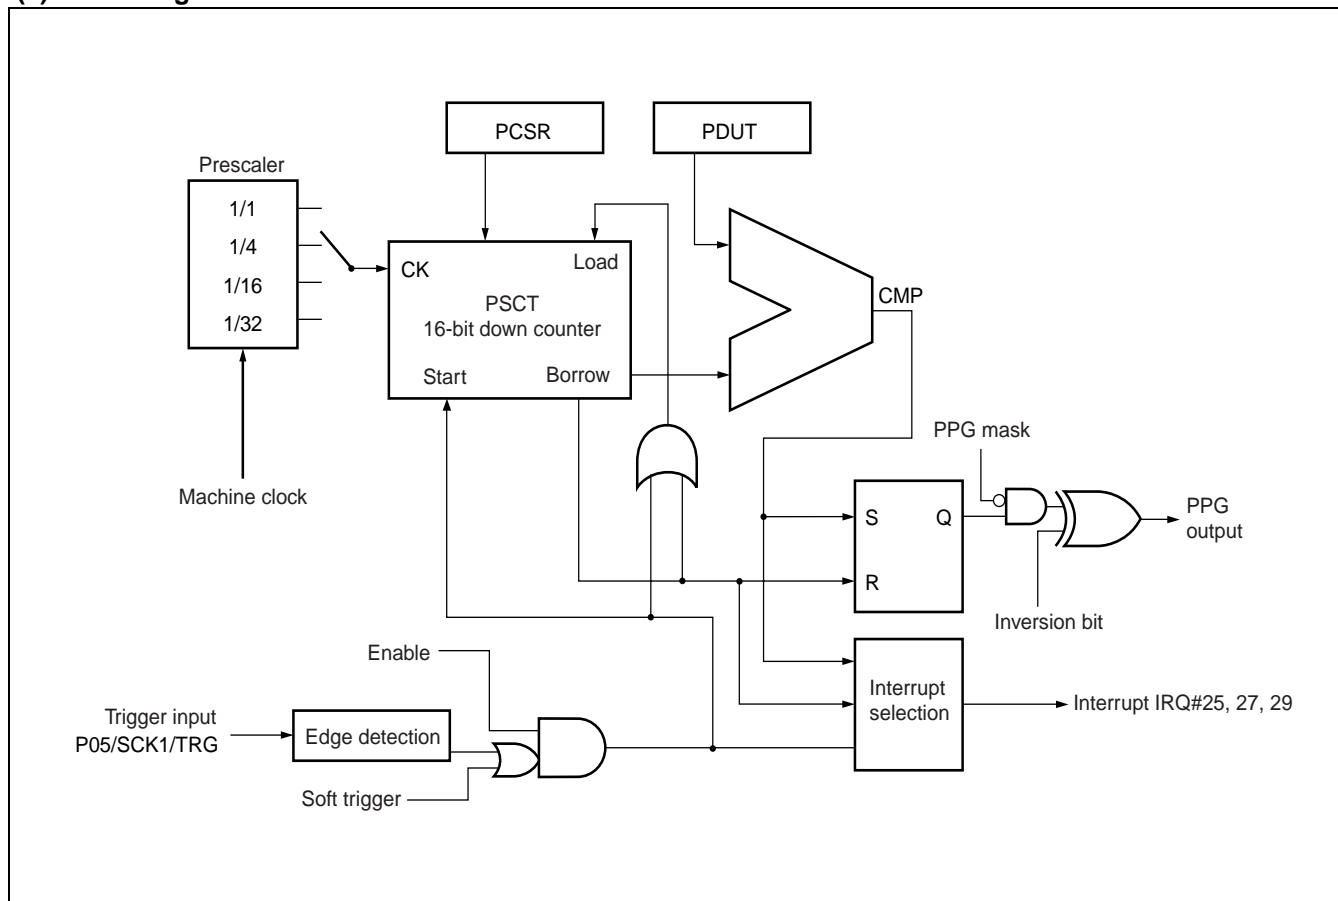 PCSR
PDUT
Prescaler
1/1
1/4
1/16
1/32
CK
Load
PSCT
16-bit down counter
Start
Borrow
CMP
Machine clock
PPG mask
S
Q
R
PPG
output
Inversion bit
Enable
Interrupt
selection
Interrupt IRQ#25, 27, 29
Trigger input
P05/SCK1/TRG
Edge detection
Soft trigger